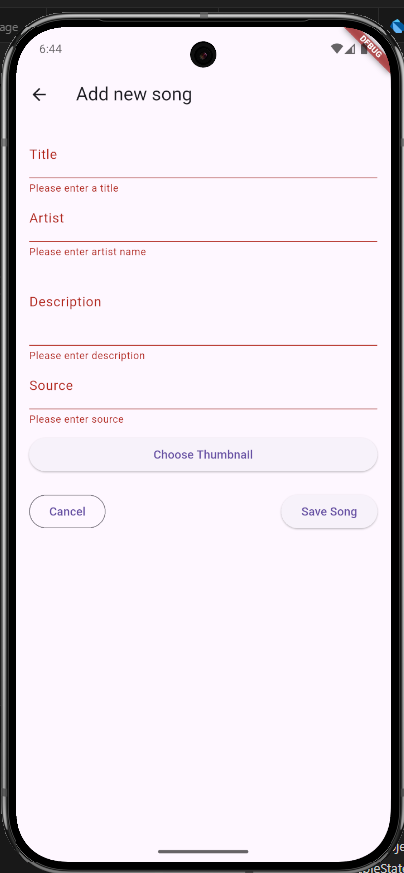 age
6:44
DEBUG
Add new song
Title
Please enter a title
Artist
Please enter artist name
Description
Please enter description
Source
Please enter source
Choose Thumbnail
Cancel
Save Song